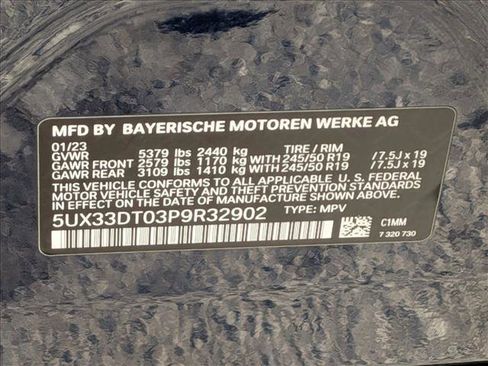 MFD BY BAYERISCHE MOTOREN WERKE AG
01/23 TIRE / RIM
GVWR 5379 lbs 2440 kg
GAWR FRONT 2579 lbs 1170 kg WITH 245/50 R19 / 7.5J x 19
GAWR REAR 3109 lbs 1410 kg WITH 245/50 R19 / 7.5J x 19
THIS VEHICLE CONFORMS TO ALL APPLICABLE U. S. FEDERAL
MOTOR VEHICLE SAFETY AND THEFT PREVENTION STANDARDS
IN EFFECT ON THE DATE OF MANUFACTURE SHOWN ABOVE.
5UX33DT03P9R32902 TYPE: MPV
C1MM
7 320 730